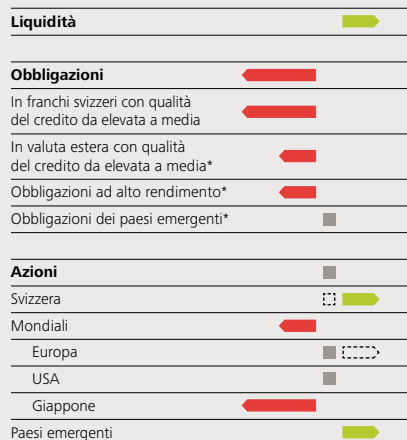 Liquidità
Obbligazioni
In franchi svizzeri con qualità
del credito da elevata a media
In valuta estera con qualità
del credito da elevata a media*
Obbligazioni ad alto rendimento*
Obbligazioni dei paesi emergenti*
Azioni
Svizzera
Mondiali
Europa
USA
Giappone
Paesi emergenti